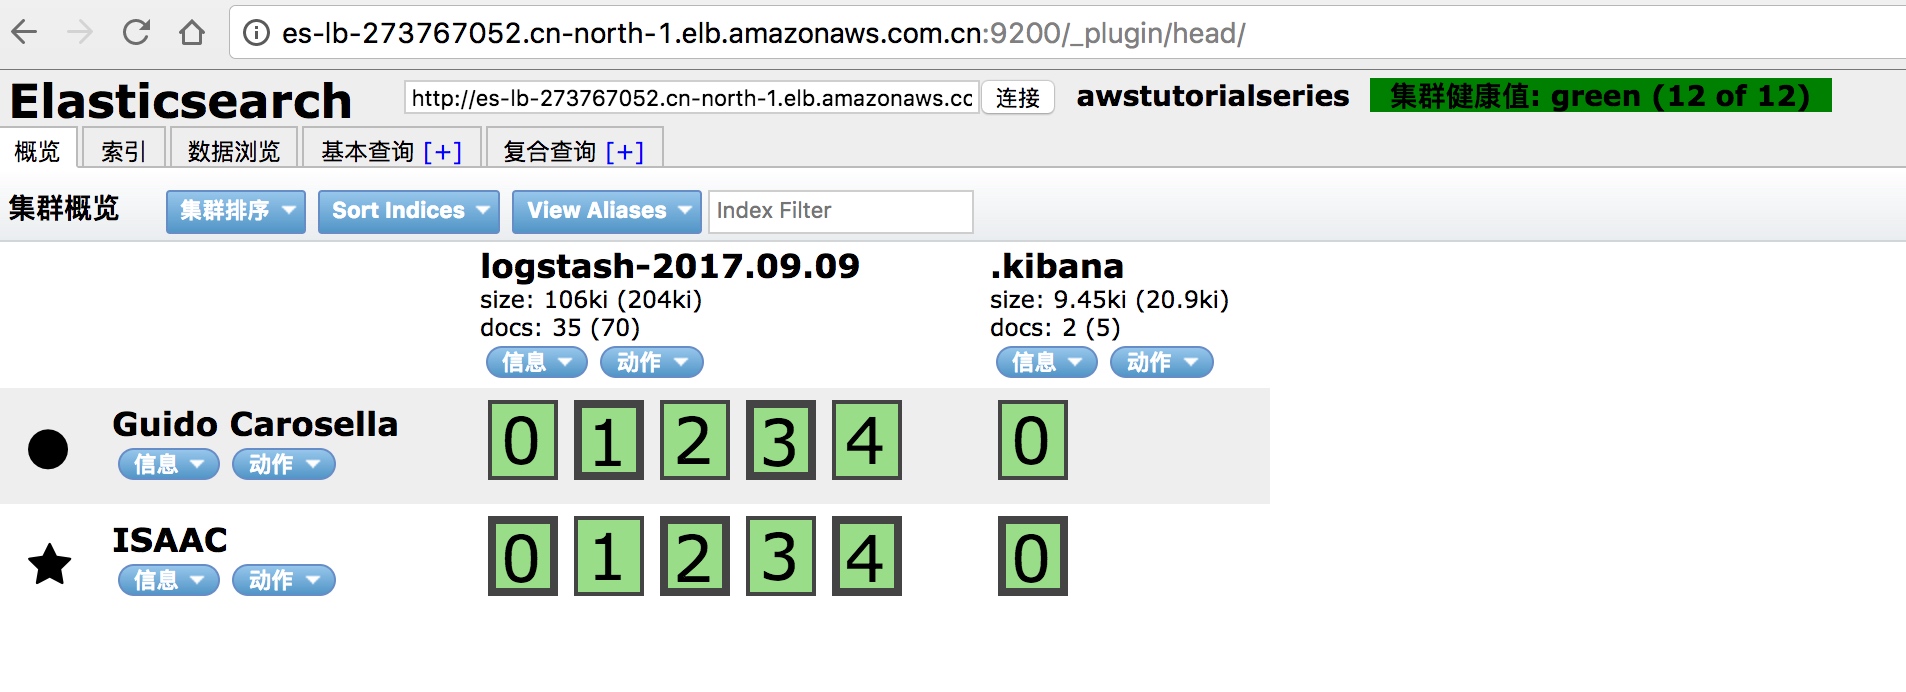 es-lb-273767052.cn-north-1.elb.amazonaws.com.cn:9200/_plugin/head/
Elasticsearch http://es-lb-273767052.cn-north-1.elb.amazonaws.cc 连接 awstutorialseries 集群健康值: green (12 of 12)
概览 索引 数据浏览 基本查询 [+] 复合查询 [+]
集群概览 集群排序 Sort Indices View Aliases Index Filter
logstash-2017.09.09 .kibana
size: 106ki (204ki) size: 9.45ki (20.9ki)
docs: 35 (70) docs: 2 (5)
信息 动作 信息 动作
Guido Carosella 0 1 2 3 4 0
信息 动作
ISAAC 0 1 2 3 4 0
信息 动作